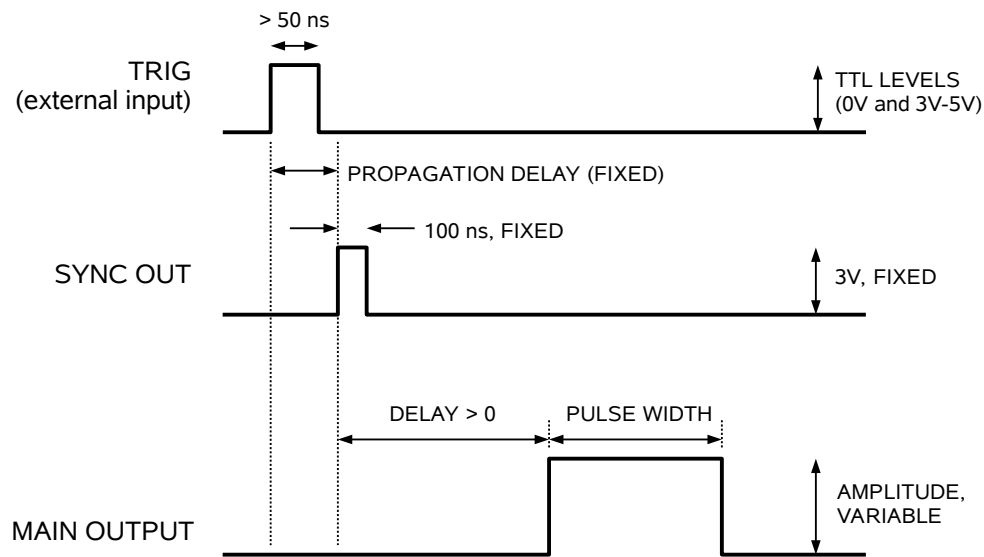 > 50 ns
TRIG
(external input)
TTL LEVELS
(0V and 3V-5V)
PROPAGATION DELAY (FIXED)
100 ns, FIXED
SYNC OUT
3V, FIXED
DELAY > 0
PULSE WIDTH
AMPLITUDE,
VARIABLE
MAIN OUTPUT